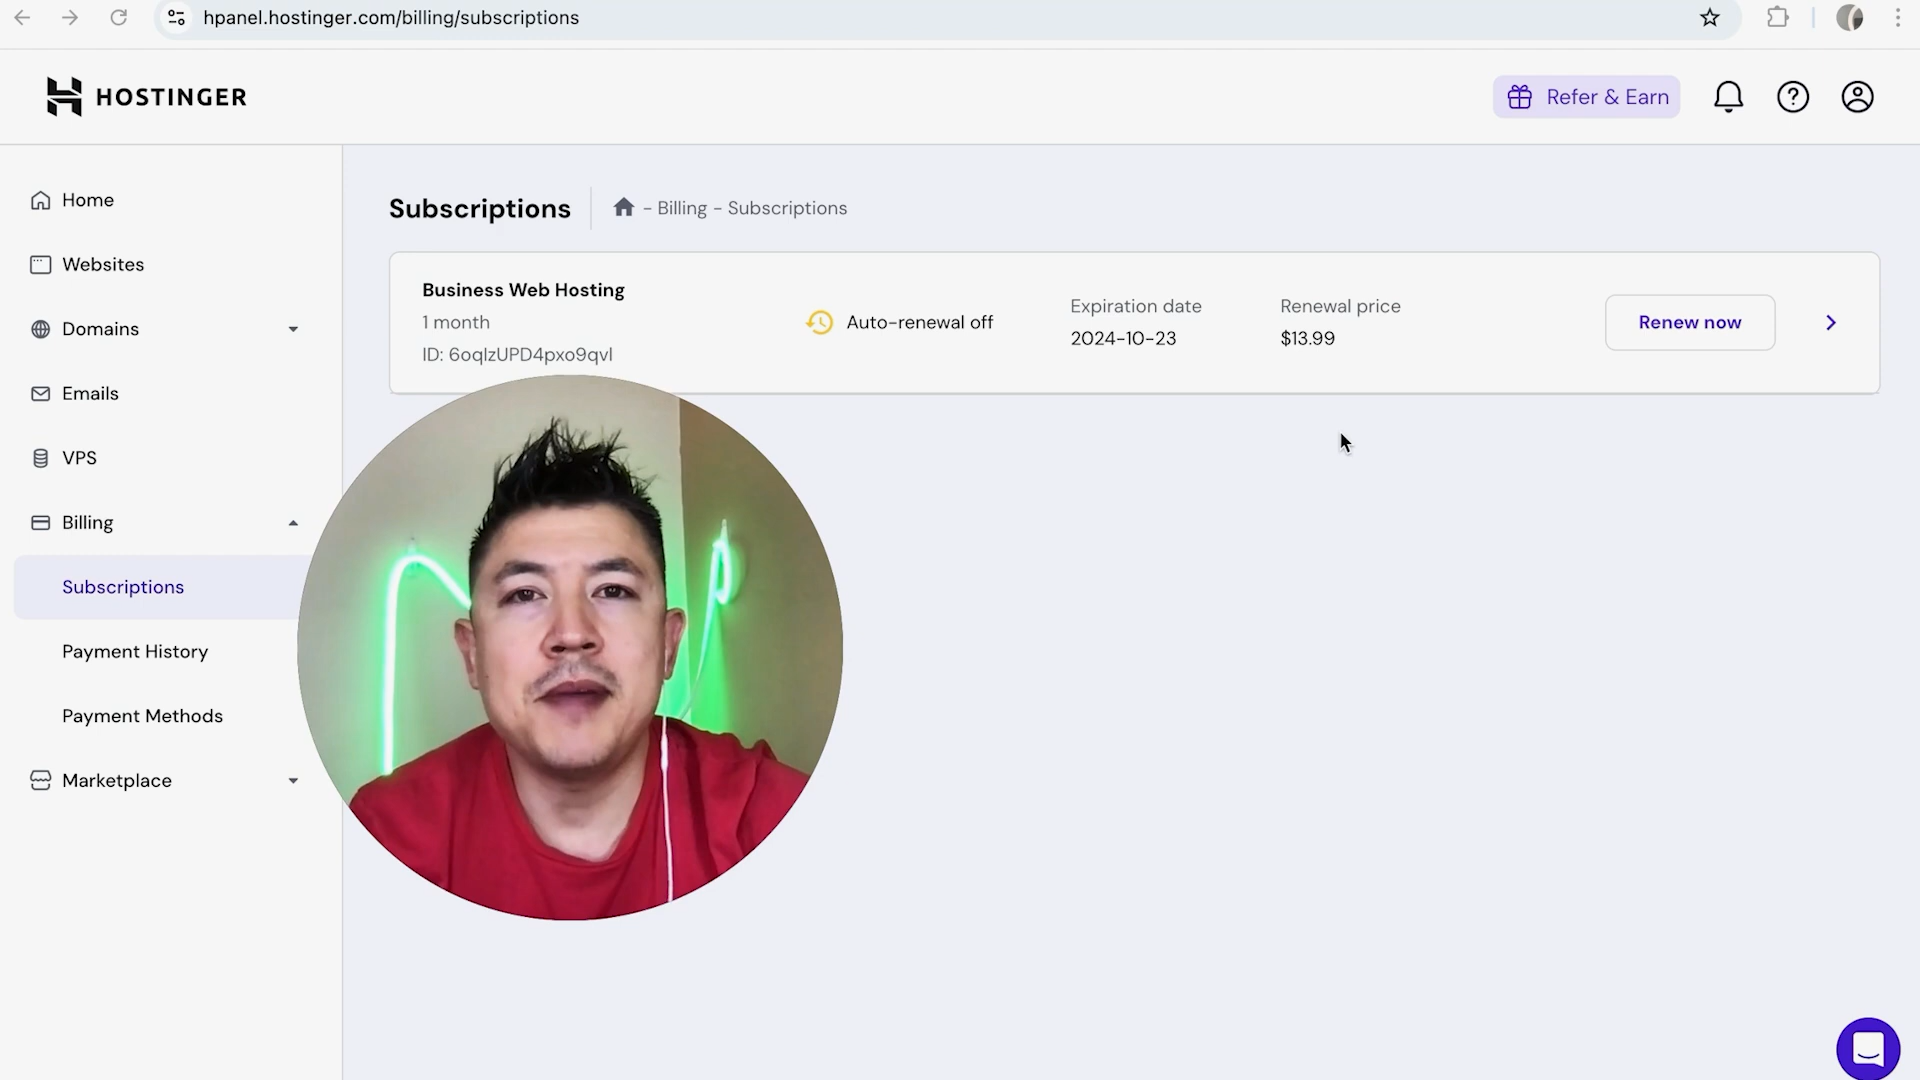 hpanel.hostinger.com/billing/subscriptions
HOSTINGER
Refer & Earn
Home
Websites
Domains
Emails
VPS
Billing
Subscriptions
Payment History
Payment Methods
Marketplace
Subscriptions
- Billing - Subscriptions
Business Web Hosting
1 month
ID: 6oqIzUPD4pxo9qvl
Auto-renewal off
Expiration date
2024-10-23
Renewal price
$13.99
Renew now